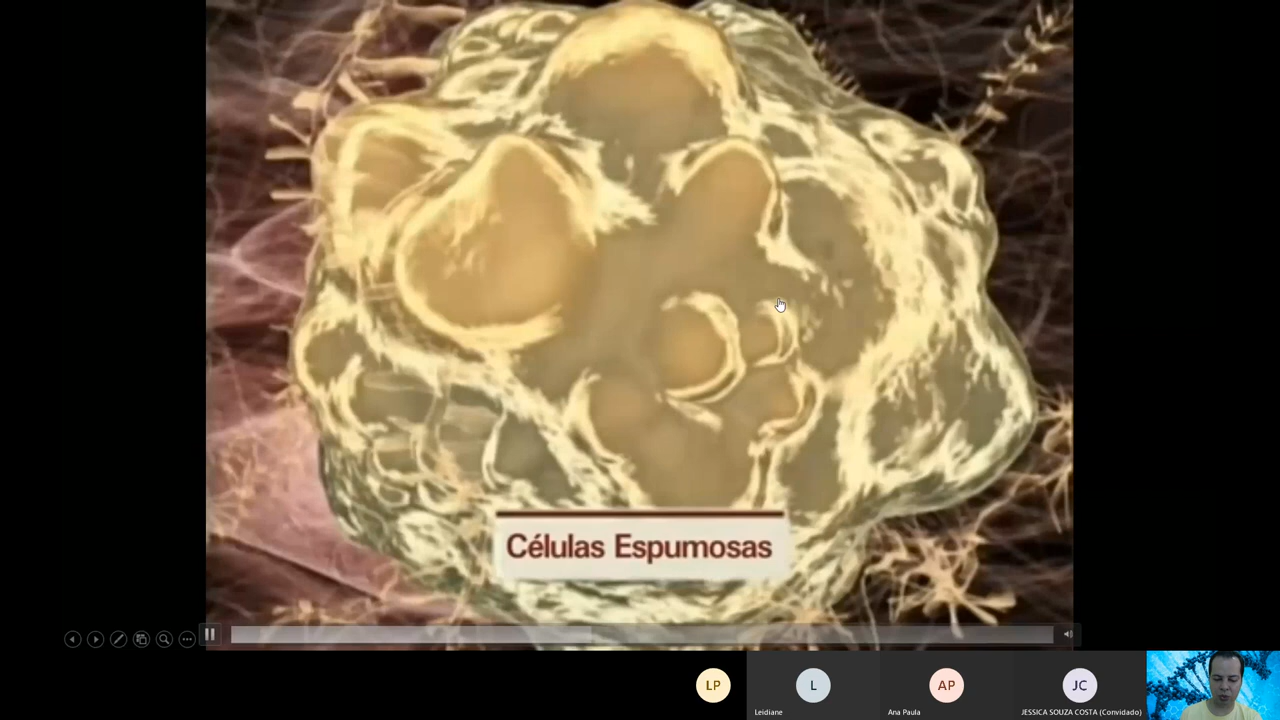 Células Espumosas
LP
L
AP
JC
Leidiane
Ana Paula
JESSICA SOUZA COSTA (Convidado)